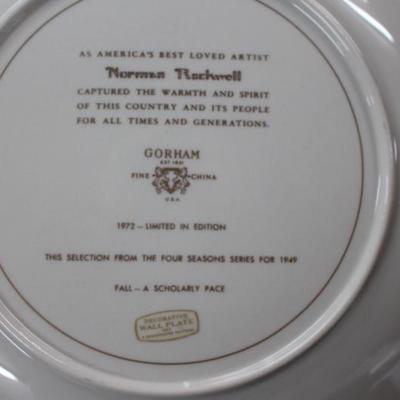 AS AMERICA'S BEST LOVED ARTIST
Norman Rockwell
CAPTURED THE WARMTH AND SPIRIT
OF THIS COUNTRY AND ITS PEOPLE
FOR ALL TIMES AND GENERATIONS.
GORHAM
EST. 1831
FINE CHINA
U.S.A.
1972 — LIMITED IN EDITION
THIS SELECTION FROM THE FOUR SEASONS SERIES FOR 1949
FALL — A SCHOLARLY PACE
DECORATIVE
WALL PLATE